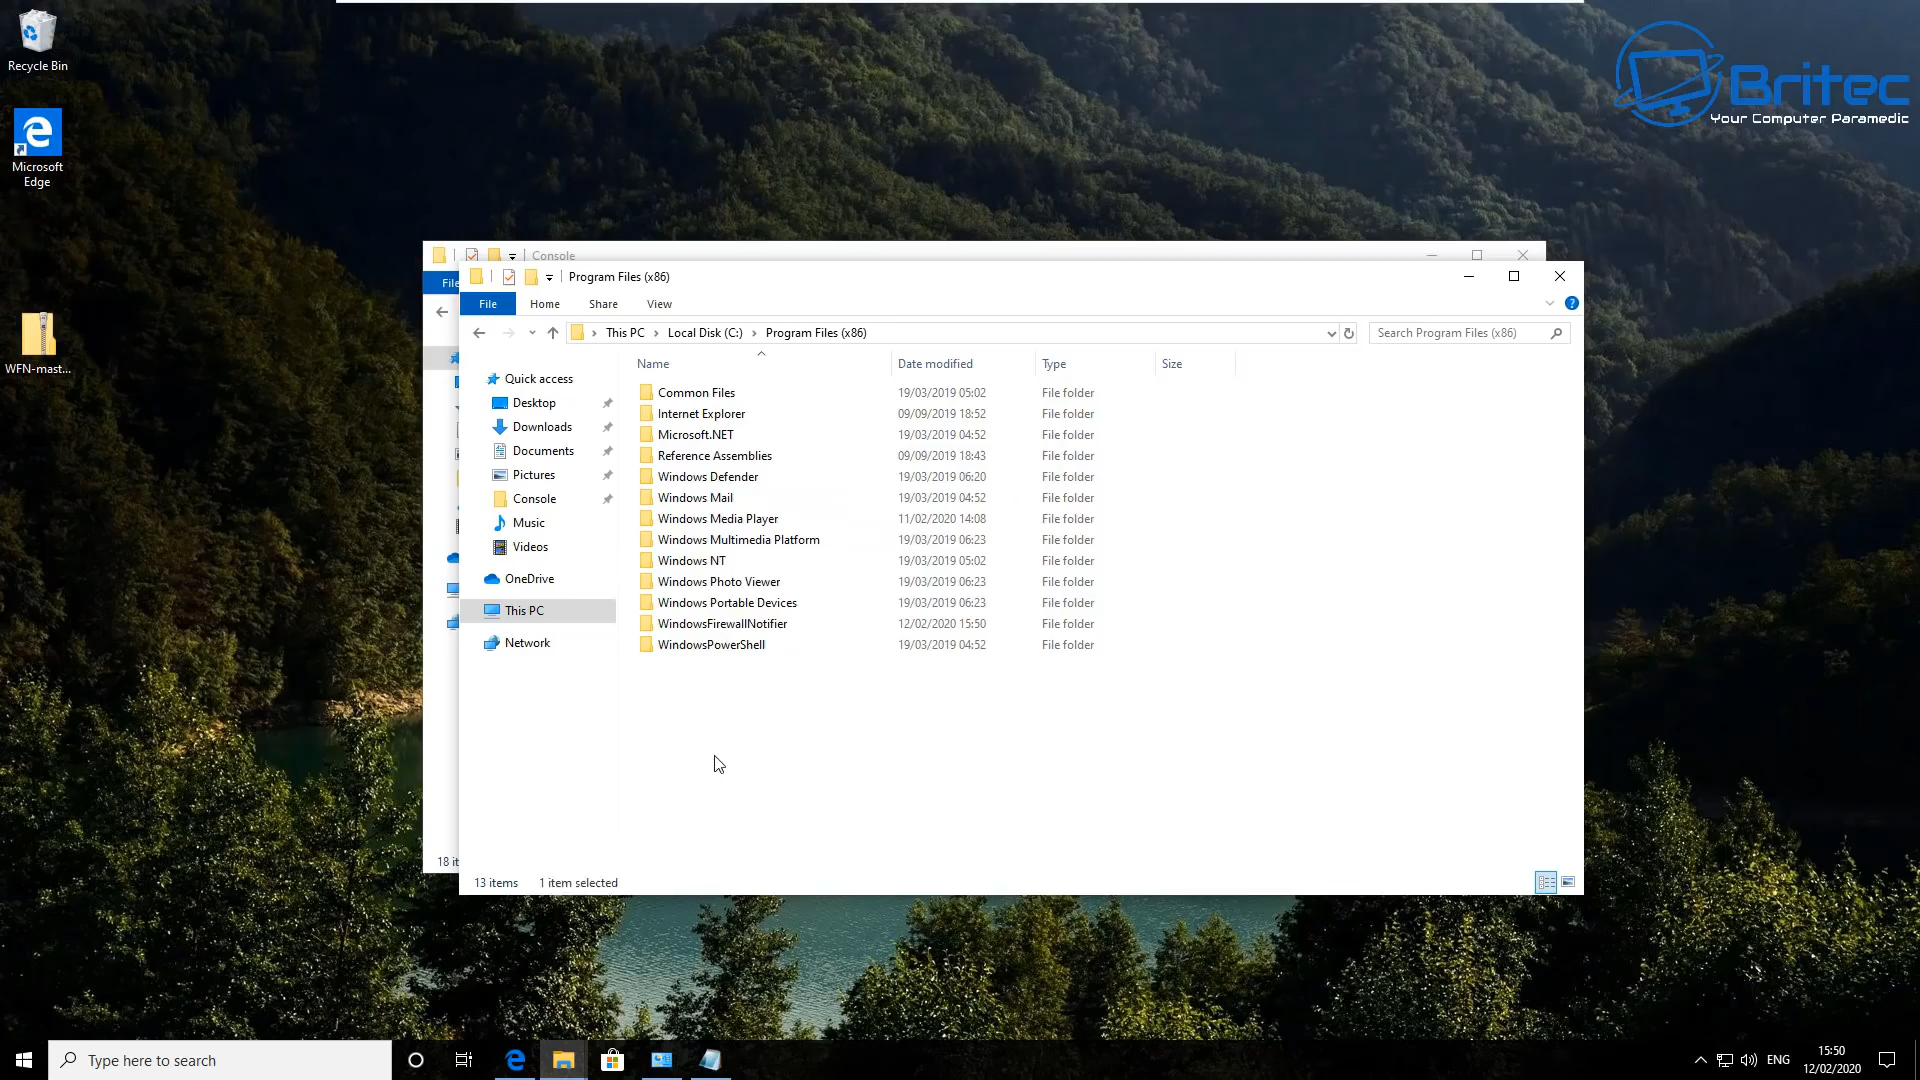 Recycle Bin
Microsoft
Edge
WFN-mast...
Britec
Your Computer Paramedic
Console
File
18 it
Program Files (x86)
File
Home
Share
View
This PC
Local Disk (C:)
Program Files (x86)
Search Program Files (x86)
Name
Date modified
Type
Size
Quick access
Desktop
Downloads
Documents
Pictures
Console
Music
Videos
OneDrive
This PC
Network
Common Files 19/03/2019 05:02 File folder
Internet Explorer 09/09/2019 18:52 File folder
Microsoft.NET 19/03/2019 04:52 File folder
Reference Assemblies 09/09/2019 18:43 File folder
Windows Defender 19/03/2019 06:20 File folder
Windows Mail 19/03/2019 04:52 File folder
Windows Media Player 11/02/2020 14:08 File folder
Windows Multimedia Platform 19/03/2019 06:23 File folder
Windows NT 19/03/2019 05:02 File folder
Windows Photo Viewer 19/03/2019 06:23 File folder
Windows Portable Devices 19/03/2019 06:23 File folder
WindowsFirewallNotifier 12/02/2020 15:50 File folder
WindowsPowerShell 19/03/2019 04:52 File folder
13 items
1 item selected
Type here to search
ENG
15:50
12/02/2020